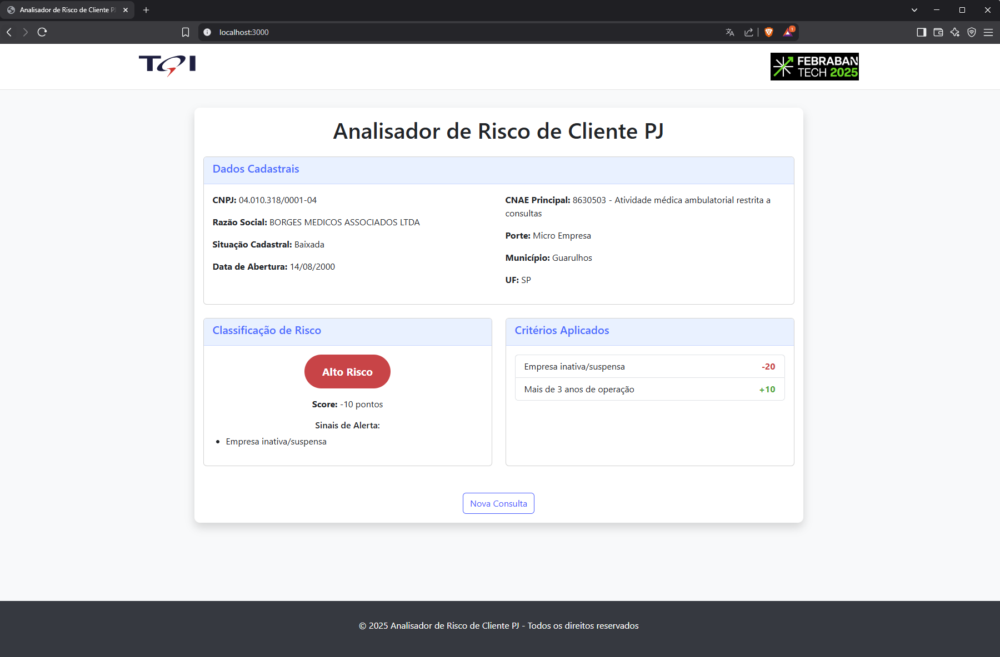 Analisador de Risco de Cliente PJ
localhost:3000
1
TQI
FEBRABAN
TECH 2025
Analisador de Risco de Cliente PJ
Dados Cadastrais
CNPJ: 04.010.318/0001-04
Razão Social: BORGES MEDICOS ASSOCIADOS LTDA
Situação Cadastral: Baixada
Data de Abertura: 14/08/2000
CNAE Principal: 8630503 - Atividade médica ambulatorial restrita a
consultas
Porte: Micro Empresa
Município: Guarulhos
UF: SP
Classificação de Risco
Alto Risco
Score: -10 pontos
Sinais de Alerta:
• Empresa inativa/suspensa
Critérios Aplicados
Empresa inativa/suspensa -20
Mais de 3 anos de operação +10
Nova Consulta
© 2025 Analisador de Risco de Cliente PJ - Todos os direitos reservados